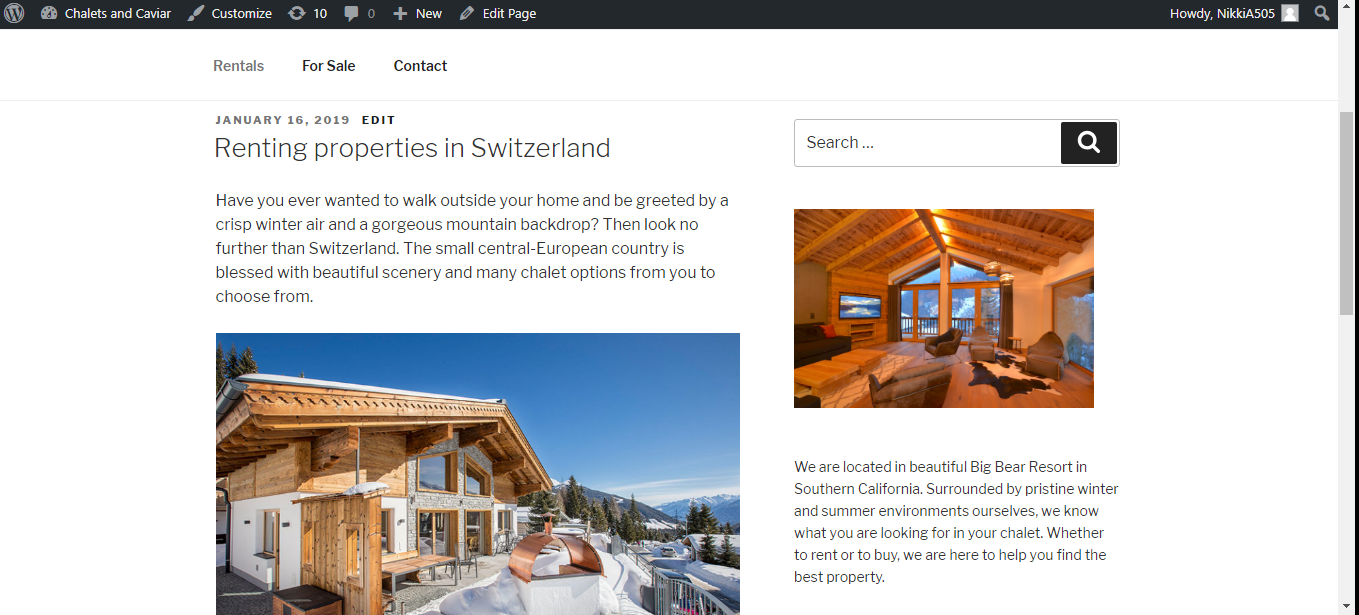 Chalets and Caviar Customize 10 0 New Edit Page Howdy, NikkiA505
Rentals For Sale Contact
JANUARY 16, 2019 EDIT
Renting properties in Switzerland
Have you ever wanted to walk outside your home and be greeted by a
crisp winter air and a gorgeous mountain backdrop? Then look no
further than Switzerland. The small central-European country is
blessed with beautiful scenery and many chalet options from you to
choose from.
Search ...
We are located in beautiful Big Bear Resort in
Southern California. Surrounded by pristine winter
and summer environments ourselves, we know
what you are looking for in your chalet. Whether
to rent or to buy, we are here to help you find the
best property.